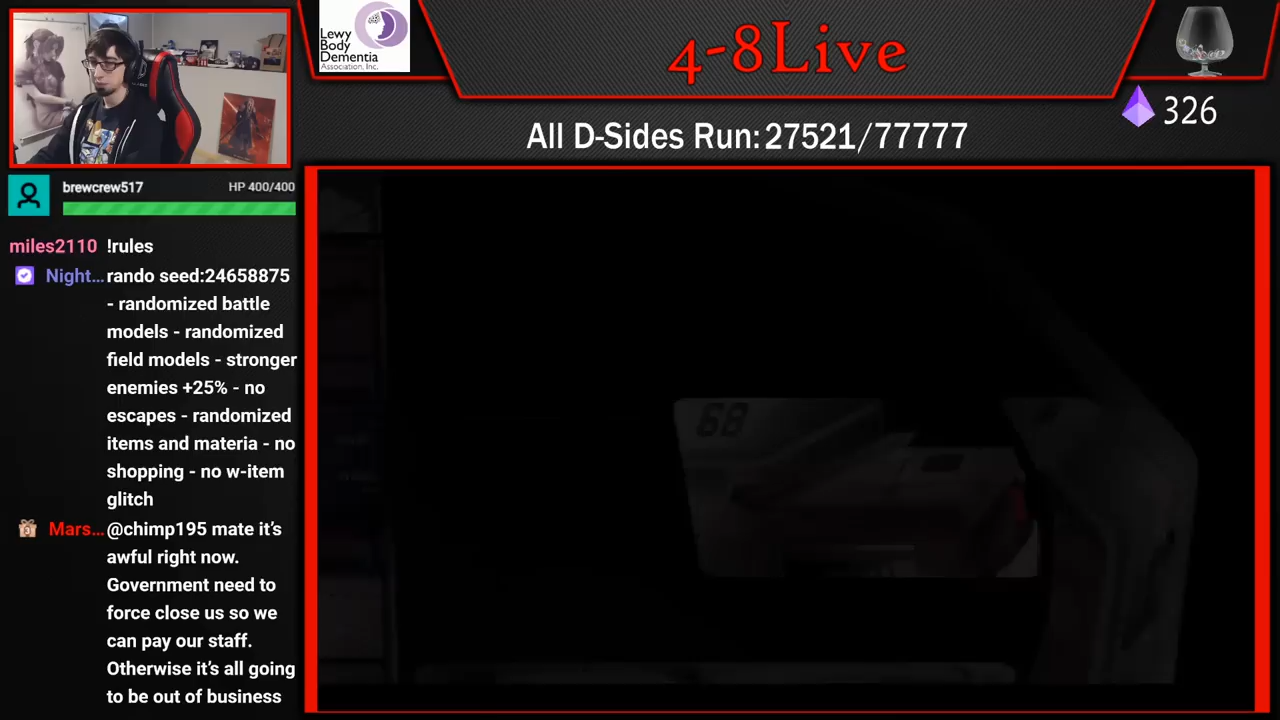 Lewy
Body
Dementia
Association, Inc.
4-8Live
326
All D-Sides Run:27521/77777
brewcrew517 HP 400/400
miles2110 !rules
Night... rando seed:24658875
- randomized battle
models - randomized
field models - stronger
enemies +25% - no
escapes - randomized
items and materia - no
shopping - no w-item
glitch
Mars... @chimp195 mate it's
awful right now.
Government need to
force close us so we
can pay our staff.
Otherwise it's all going
to be out of business
68